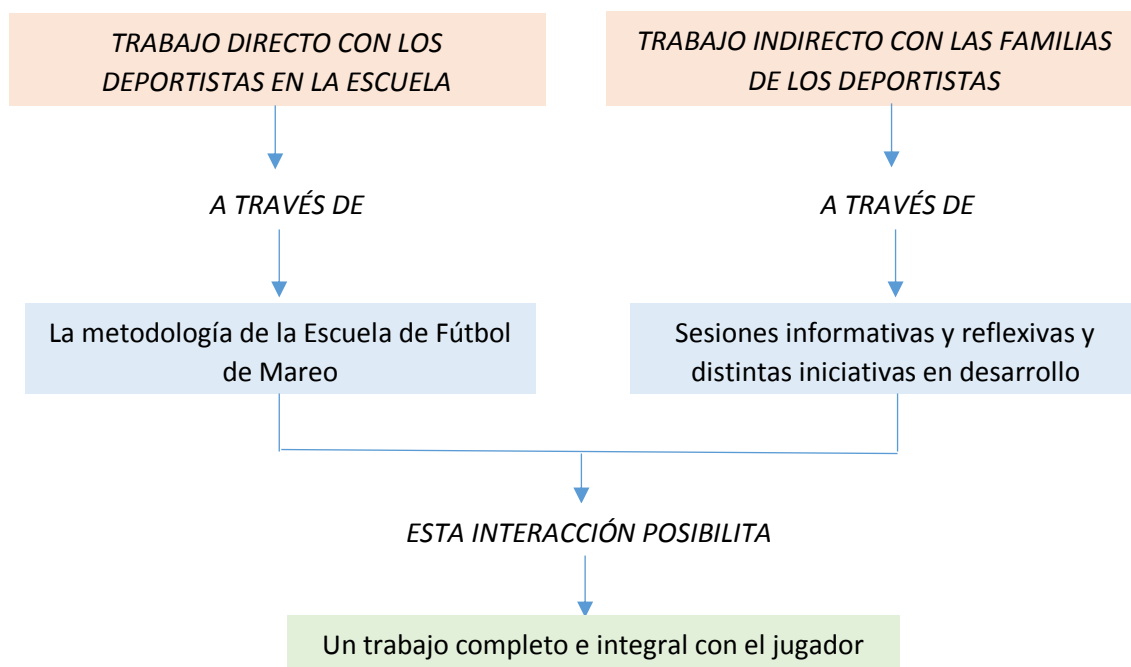 TRABAJO DIRECTO CON LOS
DEPORTISTAS EN LA ESCUELA
TRABAJO INDIRECTO CON LAS FAMILIAS
DE LOS DEPORTISTAS
A TRAVÉS DE
A TRAVÉS DE
La metodología de la Escuela de Fútbol
de Mareo
Sesiones informativas y reflexivas y
distintas iniciativas en desarrollo
ESTA INTERACCIÓN POSIBILITA
Un trabajo completo e integral con el jugador